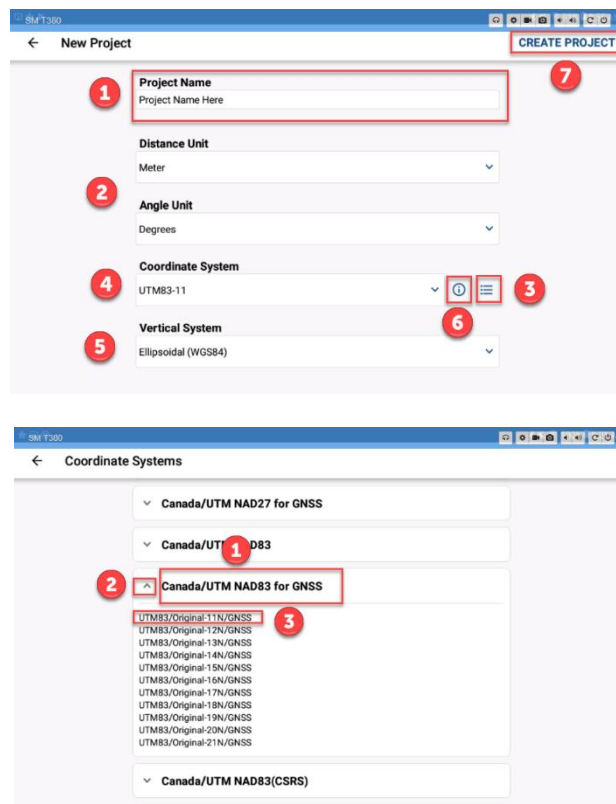 SM T380
← New Project
CREATE PROJECT
7
1
Project Name
Project Name Here
Distance Unit
Meter
2
Angle Unit
Degrees
Coordinate System
4
UTM83-11
3
6
Vertical System
5
Ellipsoidal (WGS84)
SM T380
← Coordinate Systems
Canada/UTM NAD27 for GNSS
Canada/UT D83
1
2
Canada/UTM NAD83 for GNSS
UTM83/Original-11N/GNSS
3
UTM83/Original-12N/GNSS
UTM83/Original-13N/GNSS
UTM83/Original-14N/GNSS
UTM83/Original-15N/GNSS
UTM83/Original-16N/GNSS
UTM83/Original-17N/GNSS
UTM83/Original-18N/GNSS
UTM83/Original-19N/GNSS
UTM83/Original-20N/GNSS
UTM83/Original-21N/GNSS
Canada/UTM NAD83(CSRS)